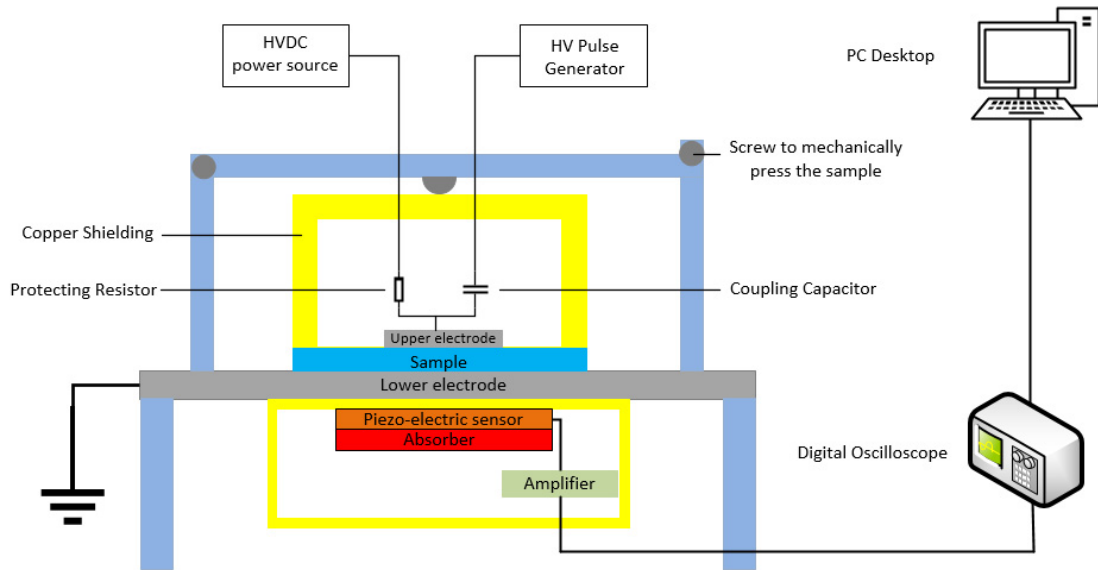 HVDC
power source
HV Pulse
Generator
PC Desktop
Screw to mechanically
press the sample
Copper Shielding
Protecting Resistor
Coupling Capacitor
Upper electrode
Sample
Lower electrode
Piezo-electric sensor
Absorber
Digital Oscilloscope
Amplifier